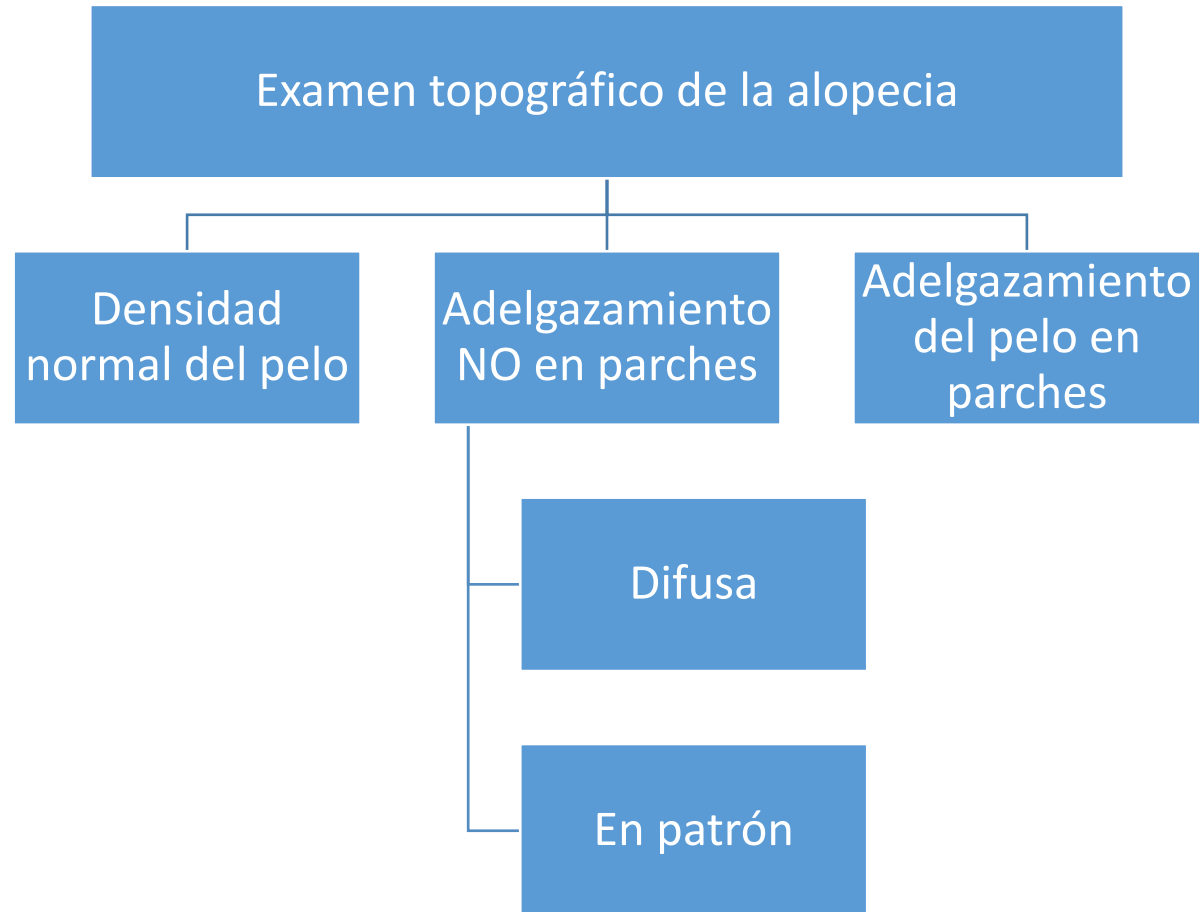 Examen topográfico de la alopecia
Densidad
normal del pelo
Adelgazamiento
NO en parches
Adelgazamiento
del pelo en
parches
Difusa
En patrón